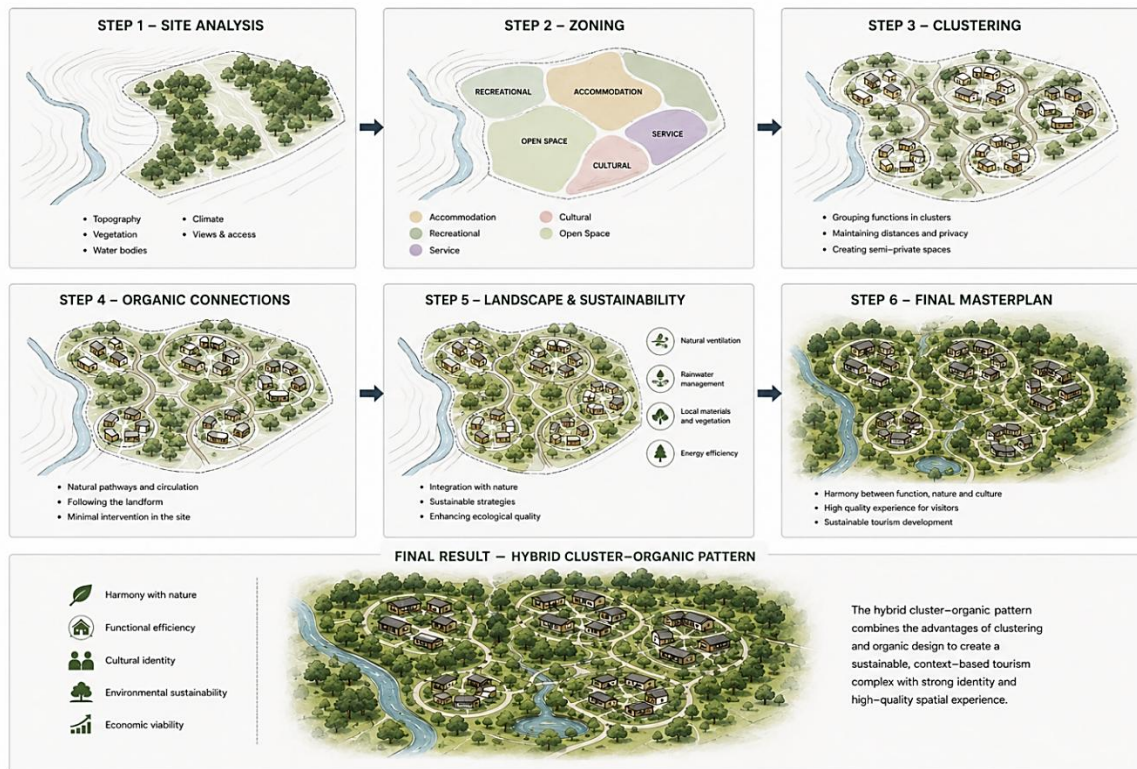 STEP 1 – SITE ANALYSIS
• Topography
• Vegetation
• Water bodies
• Climate
• Views & access
STEP 2 – ZONING
RECREATIONAL
ACCOMMODATION
OPEN SPACE
SERVICE
CULTURAL
Accommodation
Recreational
Service
Cultural
Open Space
STEP 3 – CLUSTERING
• Grouping functions in clusters
• Maintaining distances and privacy
• Creating semi-private spaces
STEP 4 – ORGANIC CONNECTIONS
• Natural pathways and circulation
• Following the landform
• Minimal intervention in the site
STEP 5 – LANDSCAPE & SUSTAINABILITY
Natural ventilation
Rainwater
management
Local materials
and vegetation
Energy efficiency
• Integration with nature
• Sustainable strategies
• Enhancing ecological quality
STEP 6 – FINAL MASTERPLAN
• Harmony between function, nature and culture
• High quality experience for visitors
• Sustainable tourism development
FINAL RESULT – HYBRID CLUSTER–ORGANIC PATTERN
Harmony with nature
Functional efficiency
Cultural identity
Environmental sustainability
Economic viability
The hybrid cluster–organic pattern
combines the advantages of clustering
and organic design to create a
sustainable, context–based tourism
complex with strong identity and
high–quality spatial experience.